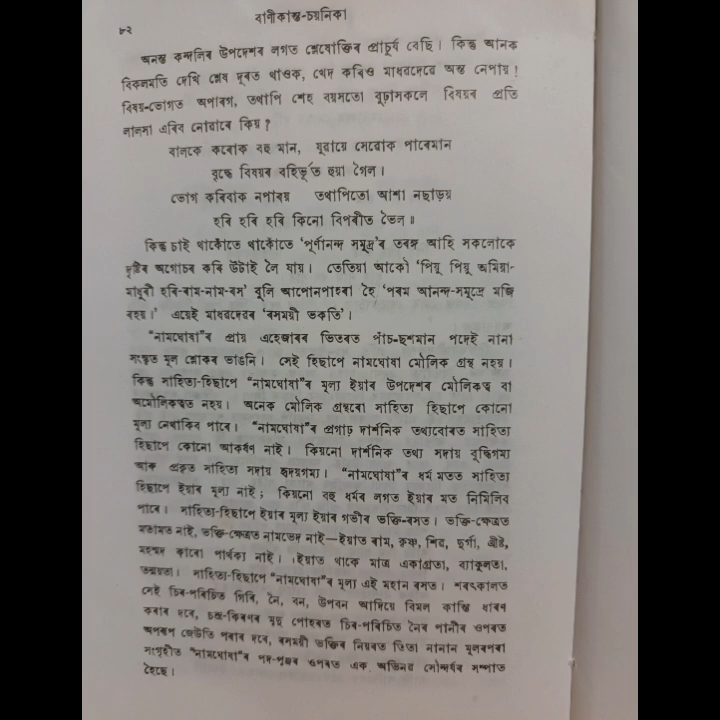 বাণীকান্ত-চয়নিকা
৮২
অনন্ত কন্দলিৰ উপদেশৰ লগত শ্লেষোক্তিৰ প্ৰাচুৰ্য বেছি। কিন্তু আনক
বিকলমতি দেখি শ্লেষ দূৰত থাওক, খেদ কৰিও মাধৱদেৱে অন্ত নেপায়!
বিষয়-ভোগত অপাৰগ, তথাপি শেহ বয়সতো বুঢ়াসকলে বিষয়ৰ প্ৰতি
লালসা এৰিব নোৱাৰে কিয়?
বালকে কৰোক বহু মান, যুৱায়ে সেৱোক পাৰেমান
বৃদ্ধে বিষয়ৰ বহিৰ্ভূত হুয়া গৈল।
ভোগ কৰিবাক নপাৰয় তথাপিতো আশা নছাড়য়
হৰি হৰি হৰি কিনো বিপৰীত ভৈল॥
কিন্তু চাই থাকোঁতে থাকোঁতে ‘পূৰ্ণানন্দ সমুদ্ৰ’ৰ তৰঙ্গ আহি সকলোকে
দৃষ্টিৰ অগোচৰ কৰি উটাই লৈ যায়। তেতিয়া আকৌ ‘পিয়ু পিয়ু অমিয়া-
মাধুৰী হৰি-ৰাম-নাম-ৰস’ বুলি আপোনপাহৰা হৈ ‘পৰম আনন্দ-সমুদ্ৰে মজি
ৰহয়।’ এয়েই মাধৱদেৱৰ ‘ৰসময়ী ভকতি’।
“নামঘোষা”ৰ প্ৰায় এহেজাৰৰ ভিতৰত পাঁচ-ছশমান পদেই নানা
সংস্কৃত মূল শ্লোকৰ ভাঙনি। সেই হিছাপে নামঘোষা মৌলিক গ্ৰন্থ নহয়।
কিন্তু সাহিত্য-হিছাপে “নামঘোষা”ৰ মূল্য ইয়াৰ উপদেশৰ মৌলিকত্ব বা
অমৌলিকত্বত নহয়। অনেক মৌলিক গ্ৰন্থৰো সাহিত্য হিছাপে কোনো
মূল্য নেথাকিব পাৰে। “নামঘোষা”ৰ প্ৰগাঢ় দাৰ্শনিক তথ্যবোৰত সাহিত্য
হিছাপে কোনো আকৰ্ষণ নাই। কিয়নো দাৰ্শনিক তথ্য সদায় বুদ্ধিগম্য
আৰু প্ৰকৃত সাহিত্য সদায় হৃদয়গম্য। “নামঘোষা”ৰ ধৰ্ম মতত সাহিত্য
হিছাপে ইয়াৰ মূল্য নাই; কিয়নো বহু ধৰ্মৰ লগত ইয়াৰ মত নিমিলিব
পাৰে। সাহিত্য-হিছাপে ইয়াৰ মূল্য ইয়াৰ গভীৰ ভক্তি-ৰসত। ভক্তি-ক্ষেত্ৰত
মতামত নাই, ভক্তি-ক্ষেত্ৰত নামভেদ নাই—ইয়াত ৰাম, কৃষ্ণ, শিৱ, দুৰ্গা, খ্ৰীষ্ট,
মহম্মদ কাৰো পাৰ্থক্য নাই। ইয়াত থাকে মাত্ৰ একাগ্ৰতা, ব্যাকুলতা,
তন্ময়তা। সাহিত্য-হিছাপে “নামঘোষা”ৰ মূল্য এই মহান ৰসত। শৰৎকালত
সেই চিৰ-পৰিচিত গিৰি, নৈ, বন, উপবন আদিয়ে বিমল কান্তি ধাৰণ
কৰাৰ দৰে, চন্দ্ৰ-কিৰণৰ মৃদু পোহৰত চিৰ-পৰিচিত নৈৰ পানীৰ ওপৰত
অপৰূপ জেউতি পৰাৰ দৰে, ৰসময়ী ভক্তিৰ নিয়ৰত তিতা নানান মূলৰপৰা
সংগৃহীত “নামঘোষা”ৰ পদ-পুঞ্জৰ ওপৰত এক অভিনৱ সৌন্দৰ্যৰ সম্পাত
হৈছে।